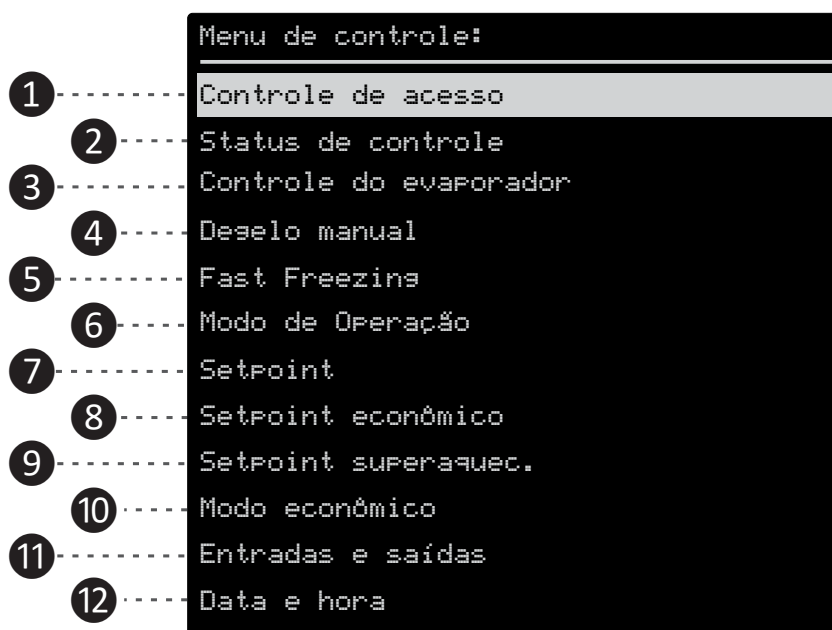 Menu de controle:
1 Controle de acesso
2 Status de controle
3 Controle do evaporador
4 Degelo manual
5 Fast Freezing
6 Modo de Operação
7 Setpoint
8 Setpoint econômico
9 Setpoint superaquec.
10 Modo econômico
11 Entradas e saídas
12 Data e hora